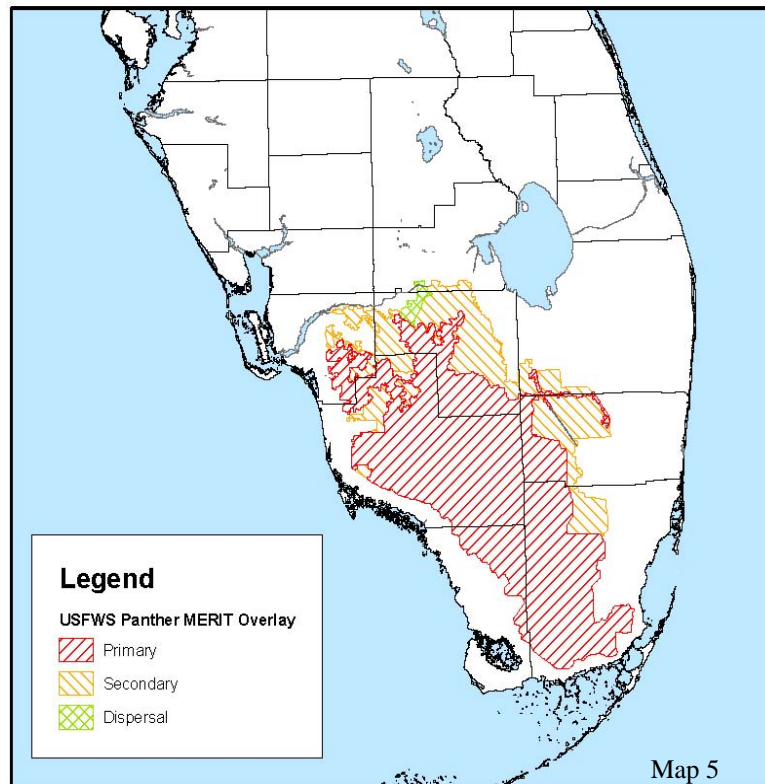 Legend
USFWS Panther MERIT Overlay
Primary
Secondary
Dispersal
Map 5